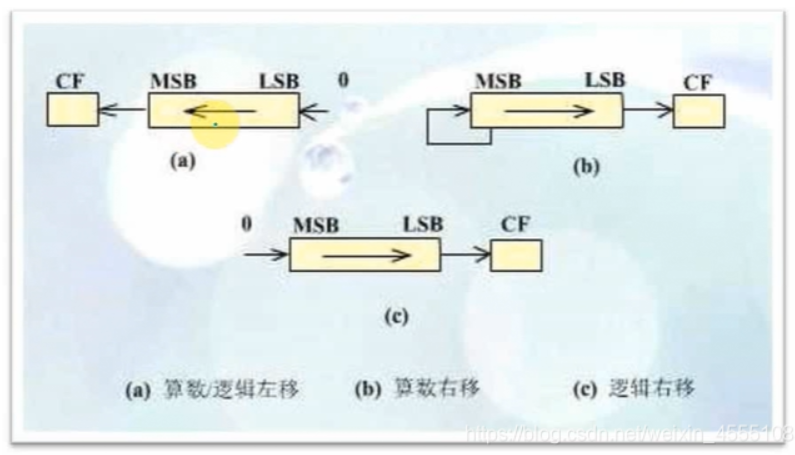 CF MSB LSB 0 MSB LSB CF
(a) (b)
0 MSB LSB CF
(c)
(a) 算数/逻辑左移 (b) 算数右移 (c) 逻辑右移
https://blog.csdn.net/weixin_4555108